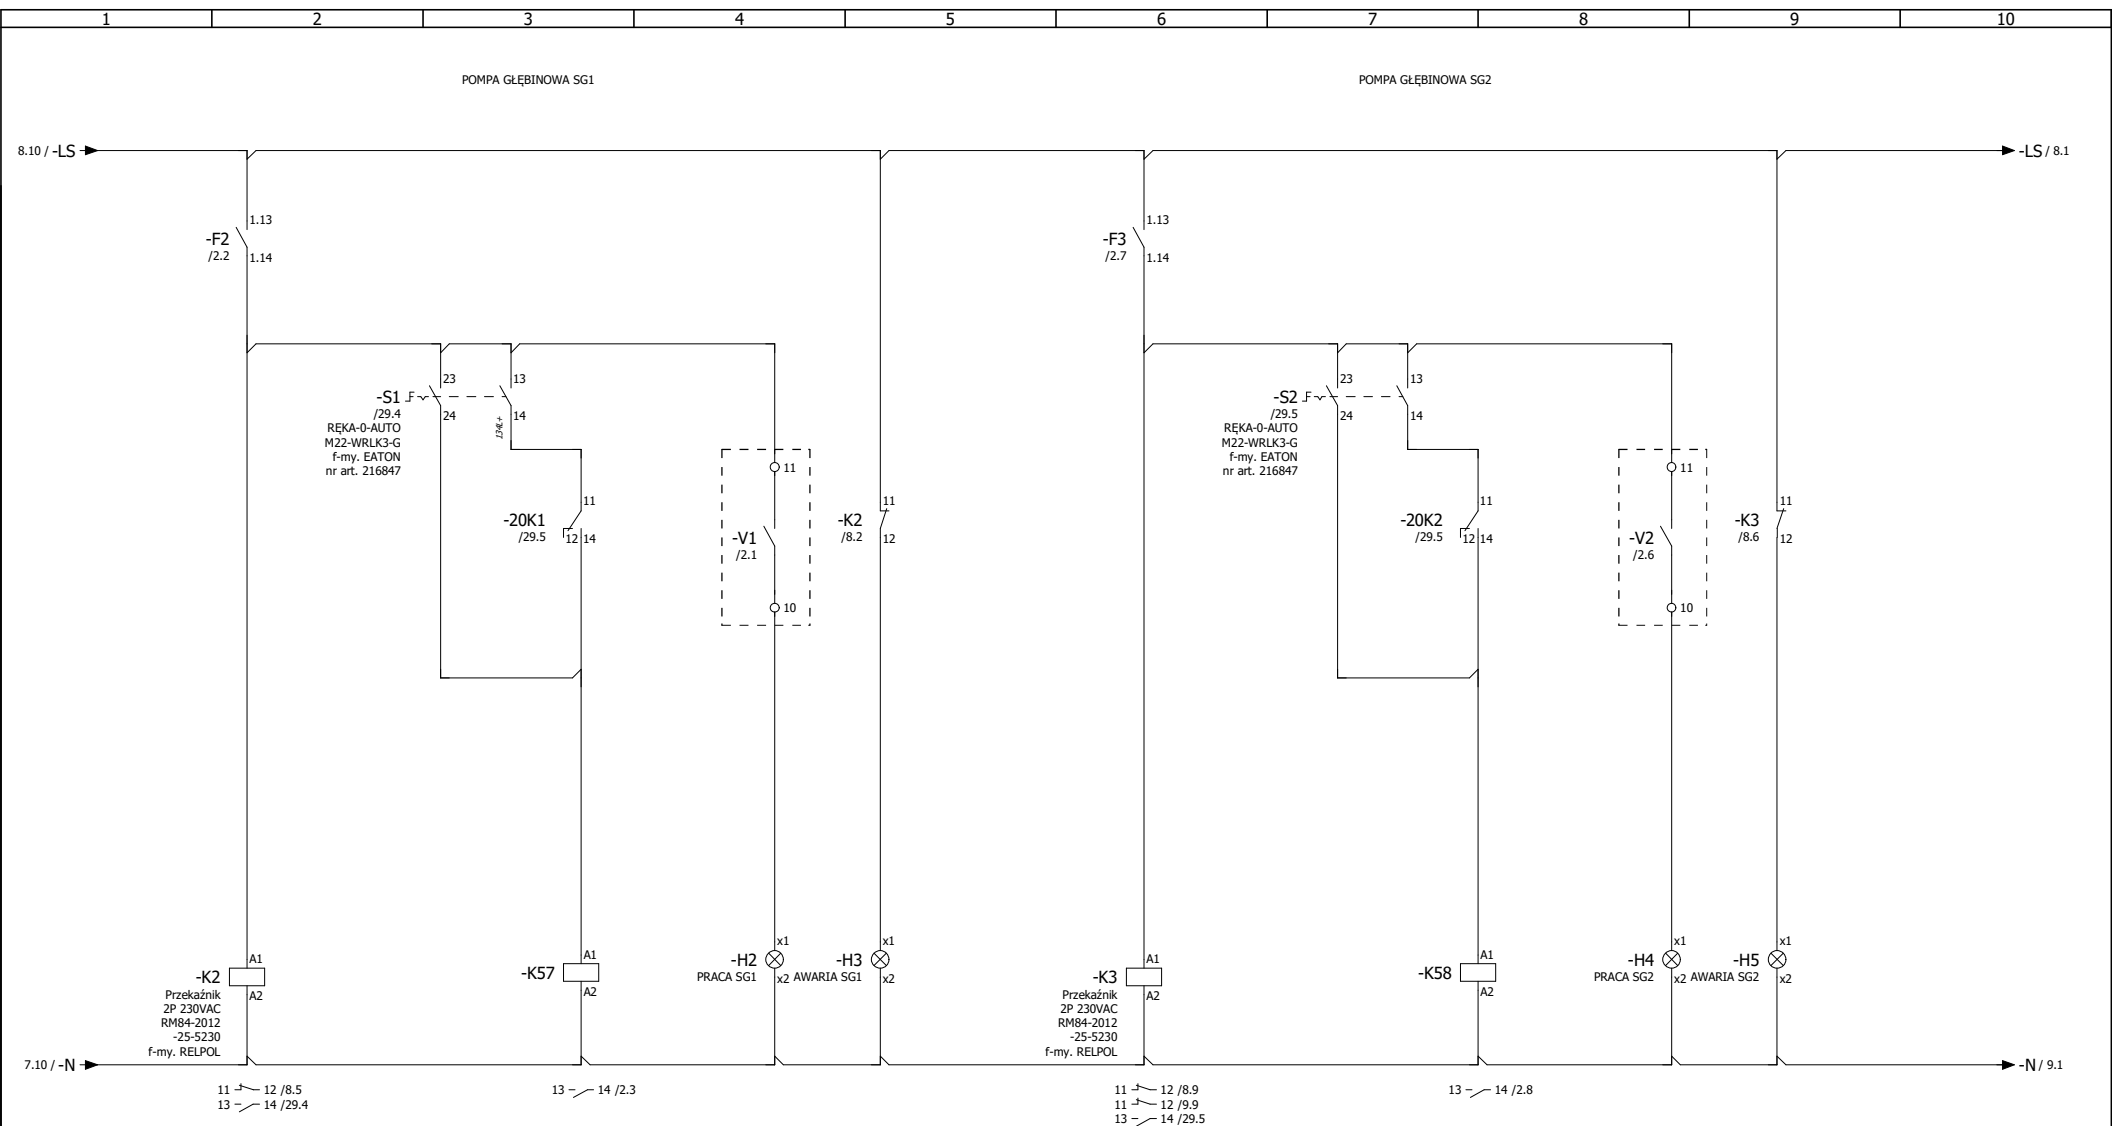 1 2 3 4 5 6 7 8 9 10
POMPA GŁĘBINOWA SG1
POMPA GŁĘBINOWA SG2
8.10 / -LS
-LS / 8.1
-F2
/2.2
1.13
1.14
-F3
/2.7
1.13
1.14
-S1
/29.4
RĘKA-0-AUTO
M22-WRLK3-G
f-my. EATON
nr art. 216847
23
24
13
14
-20K1
/29.5
11
12 14
-V1
/2.1
11
10
-K2
/8.2
11
12
-S2
/29.5
RĘKA-0-AUTO
M22-WRLK3-G
f-my. EATON
nr art. 216847
23
24
13
14
-20K2
/29.5
11
12 14
-V2
/2.6
11
10
-K3
/8.6
11
12
-K2
Przekaźnik
2P 230VAC
RM84-2012
-25-5230
f-my. RELPOL
A1
A2
-K57
A1
A2
-H2
PRACA SG1
x1
x2
-H3
AWARIA SG1
x1
x2
-K3
Przekaźnik
2P 230VAC
RM84-2012
-25-5230
f-my. RELPOL
A1
A2
-K58
A1
A2
-H4
PRACA SG2
x1
x2
-H5
AWARIA SG2
x1
x2
7.10 / -N
-N / 9.1
11 12 /8.5
13 14 /29.4
13 14 /2.3
11 12 /8.9
11 12 /9.9
13 14 /29.5
13 14 /2.8